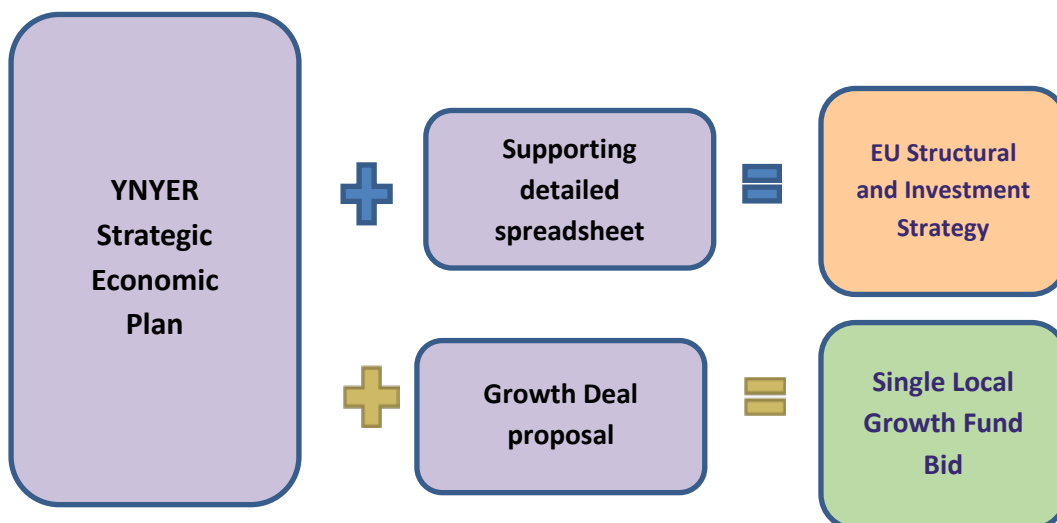 YNYER
Strategic
Economic
Plan
Supporting
detailed
spreadsheet
EU Structural
and Investment
Strategy
Growth Deal
proposal
Single Local
Growth Fund
Bid